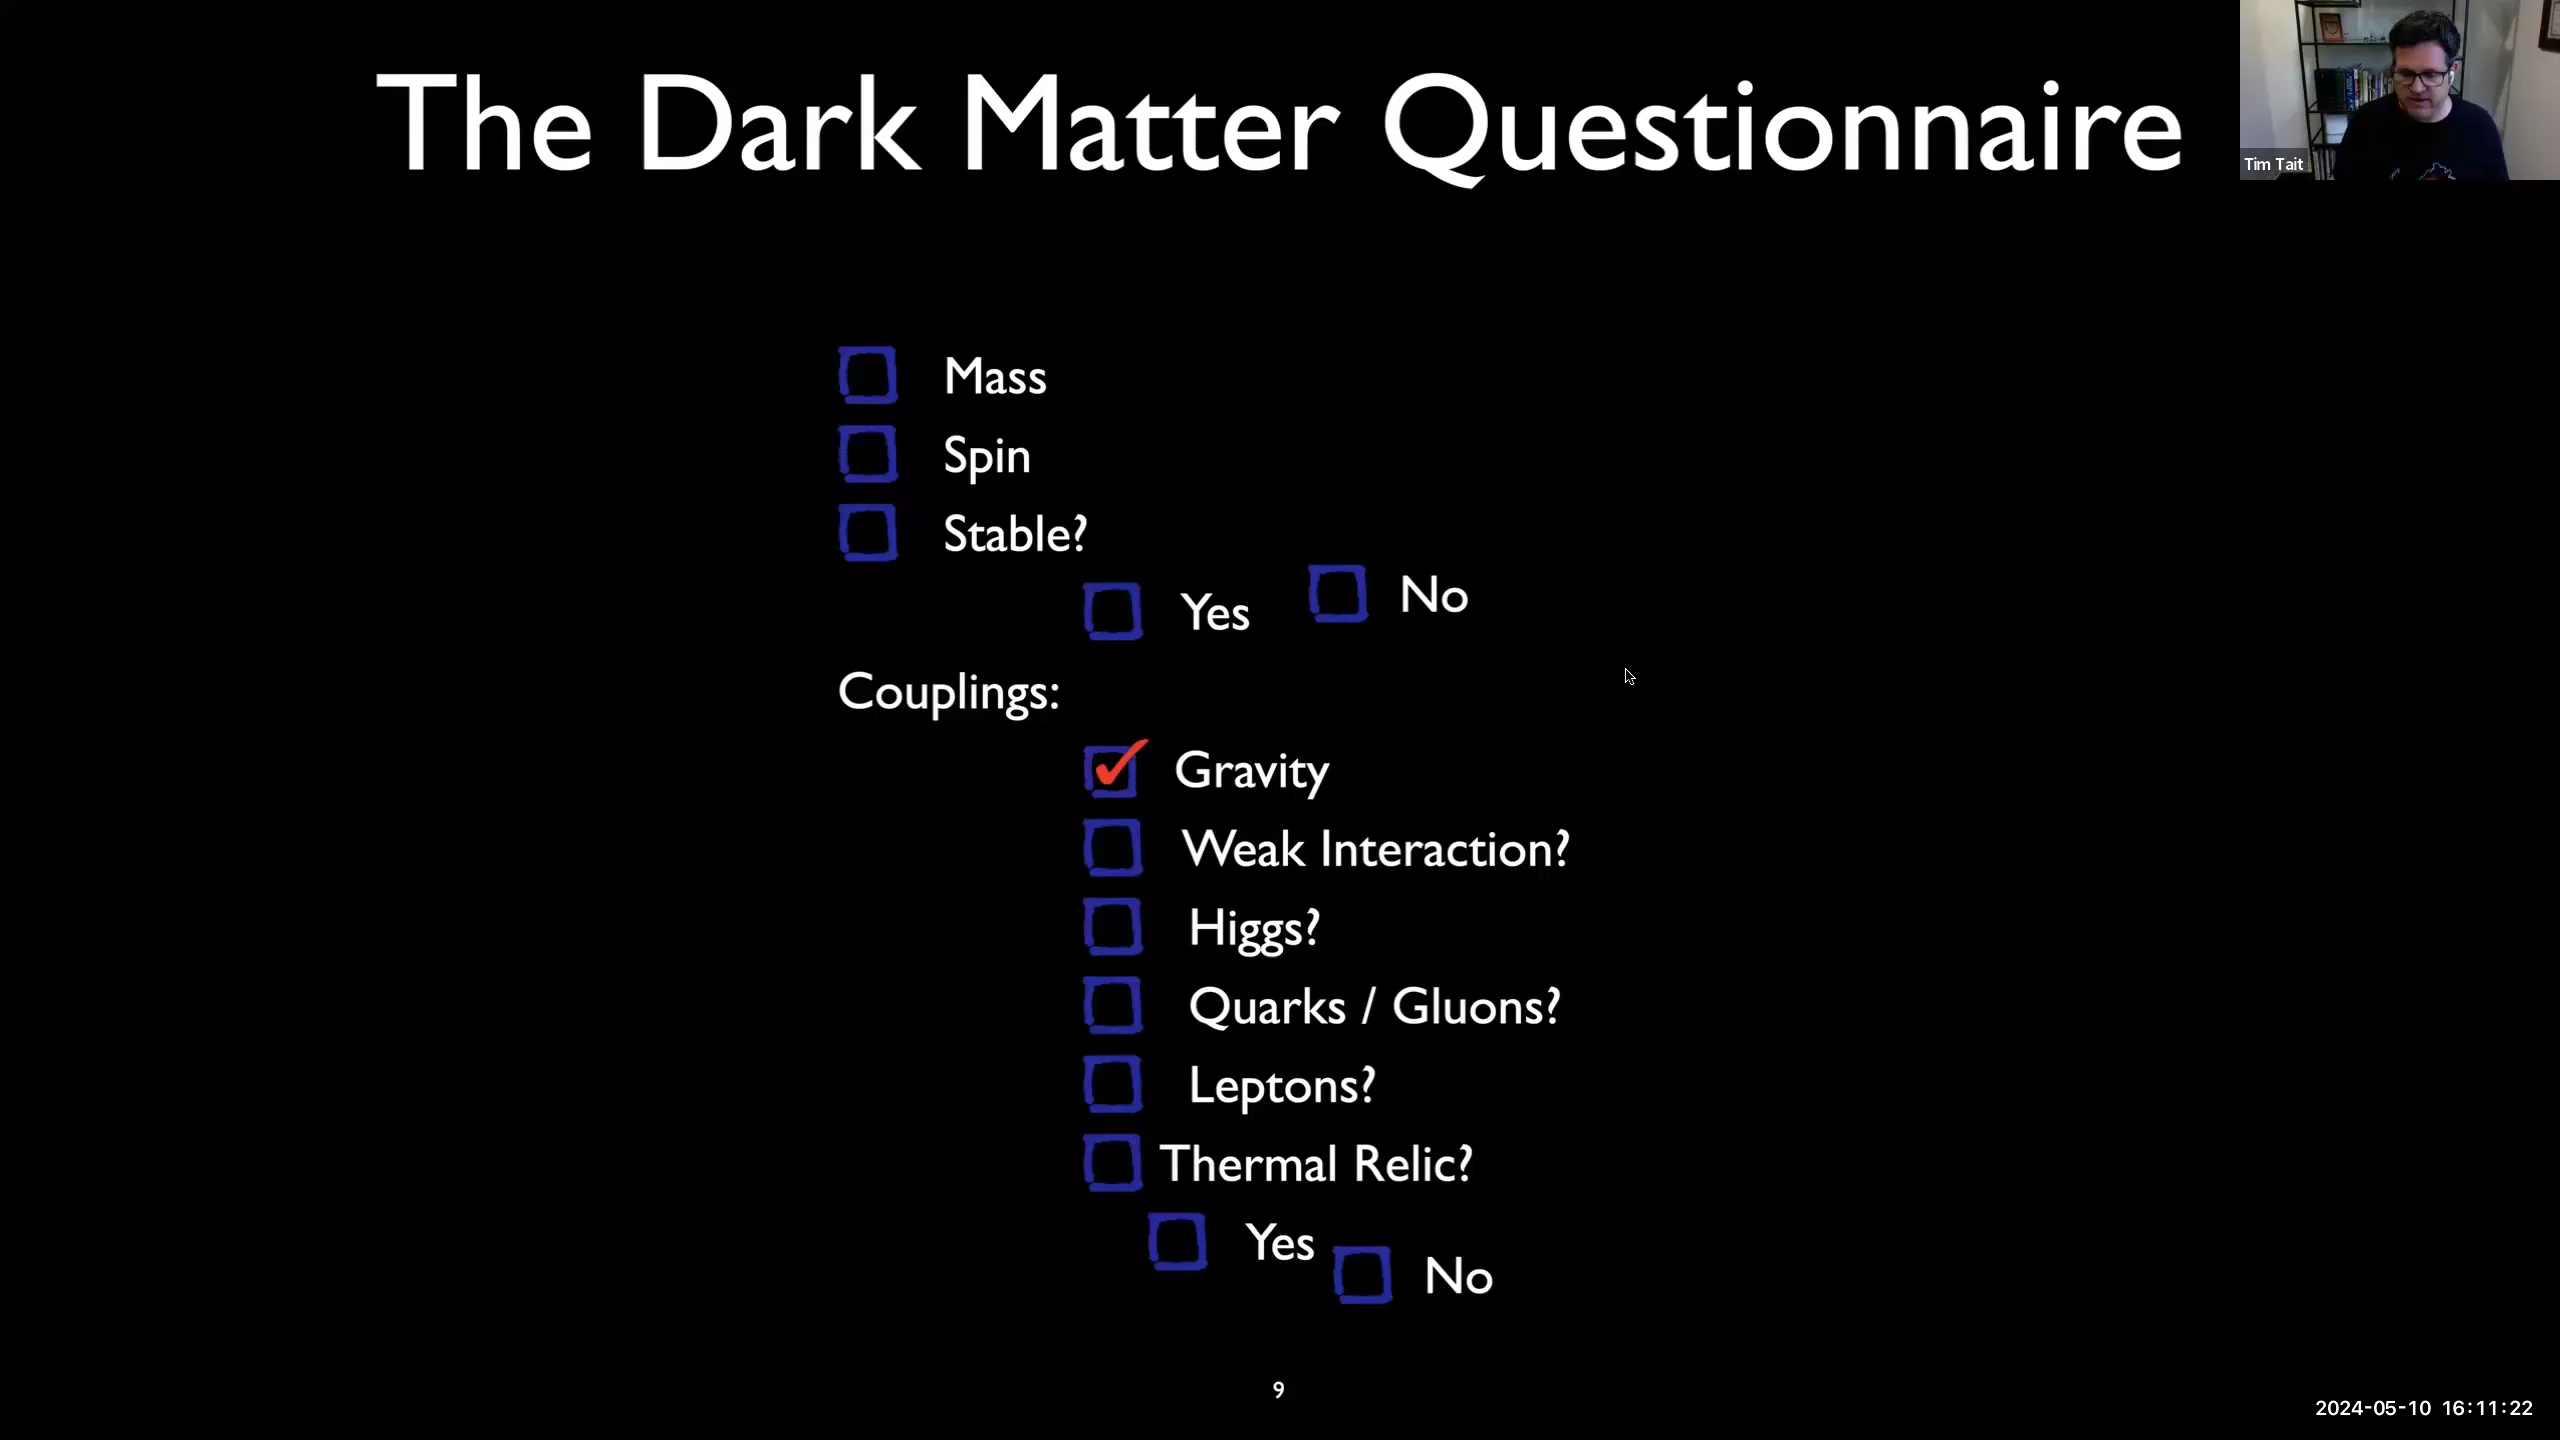 The Dark Matter Questionnaire
Tim Tait
Mass
Spin
Stable?
Yes No
Couplings:
Gravity
Weak Interaction?
Higgs?
Quarks / Gluons?
Leptons?
Thermal Relic?
Yes No
9
2024-05-10 16:11:22